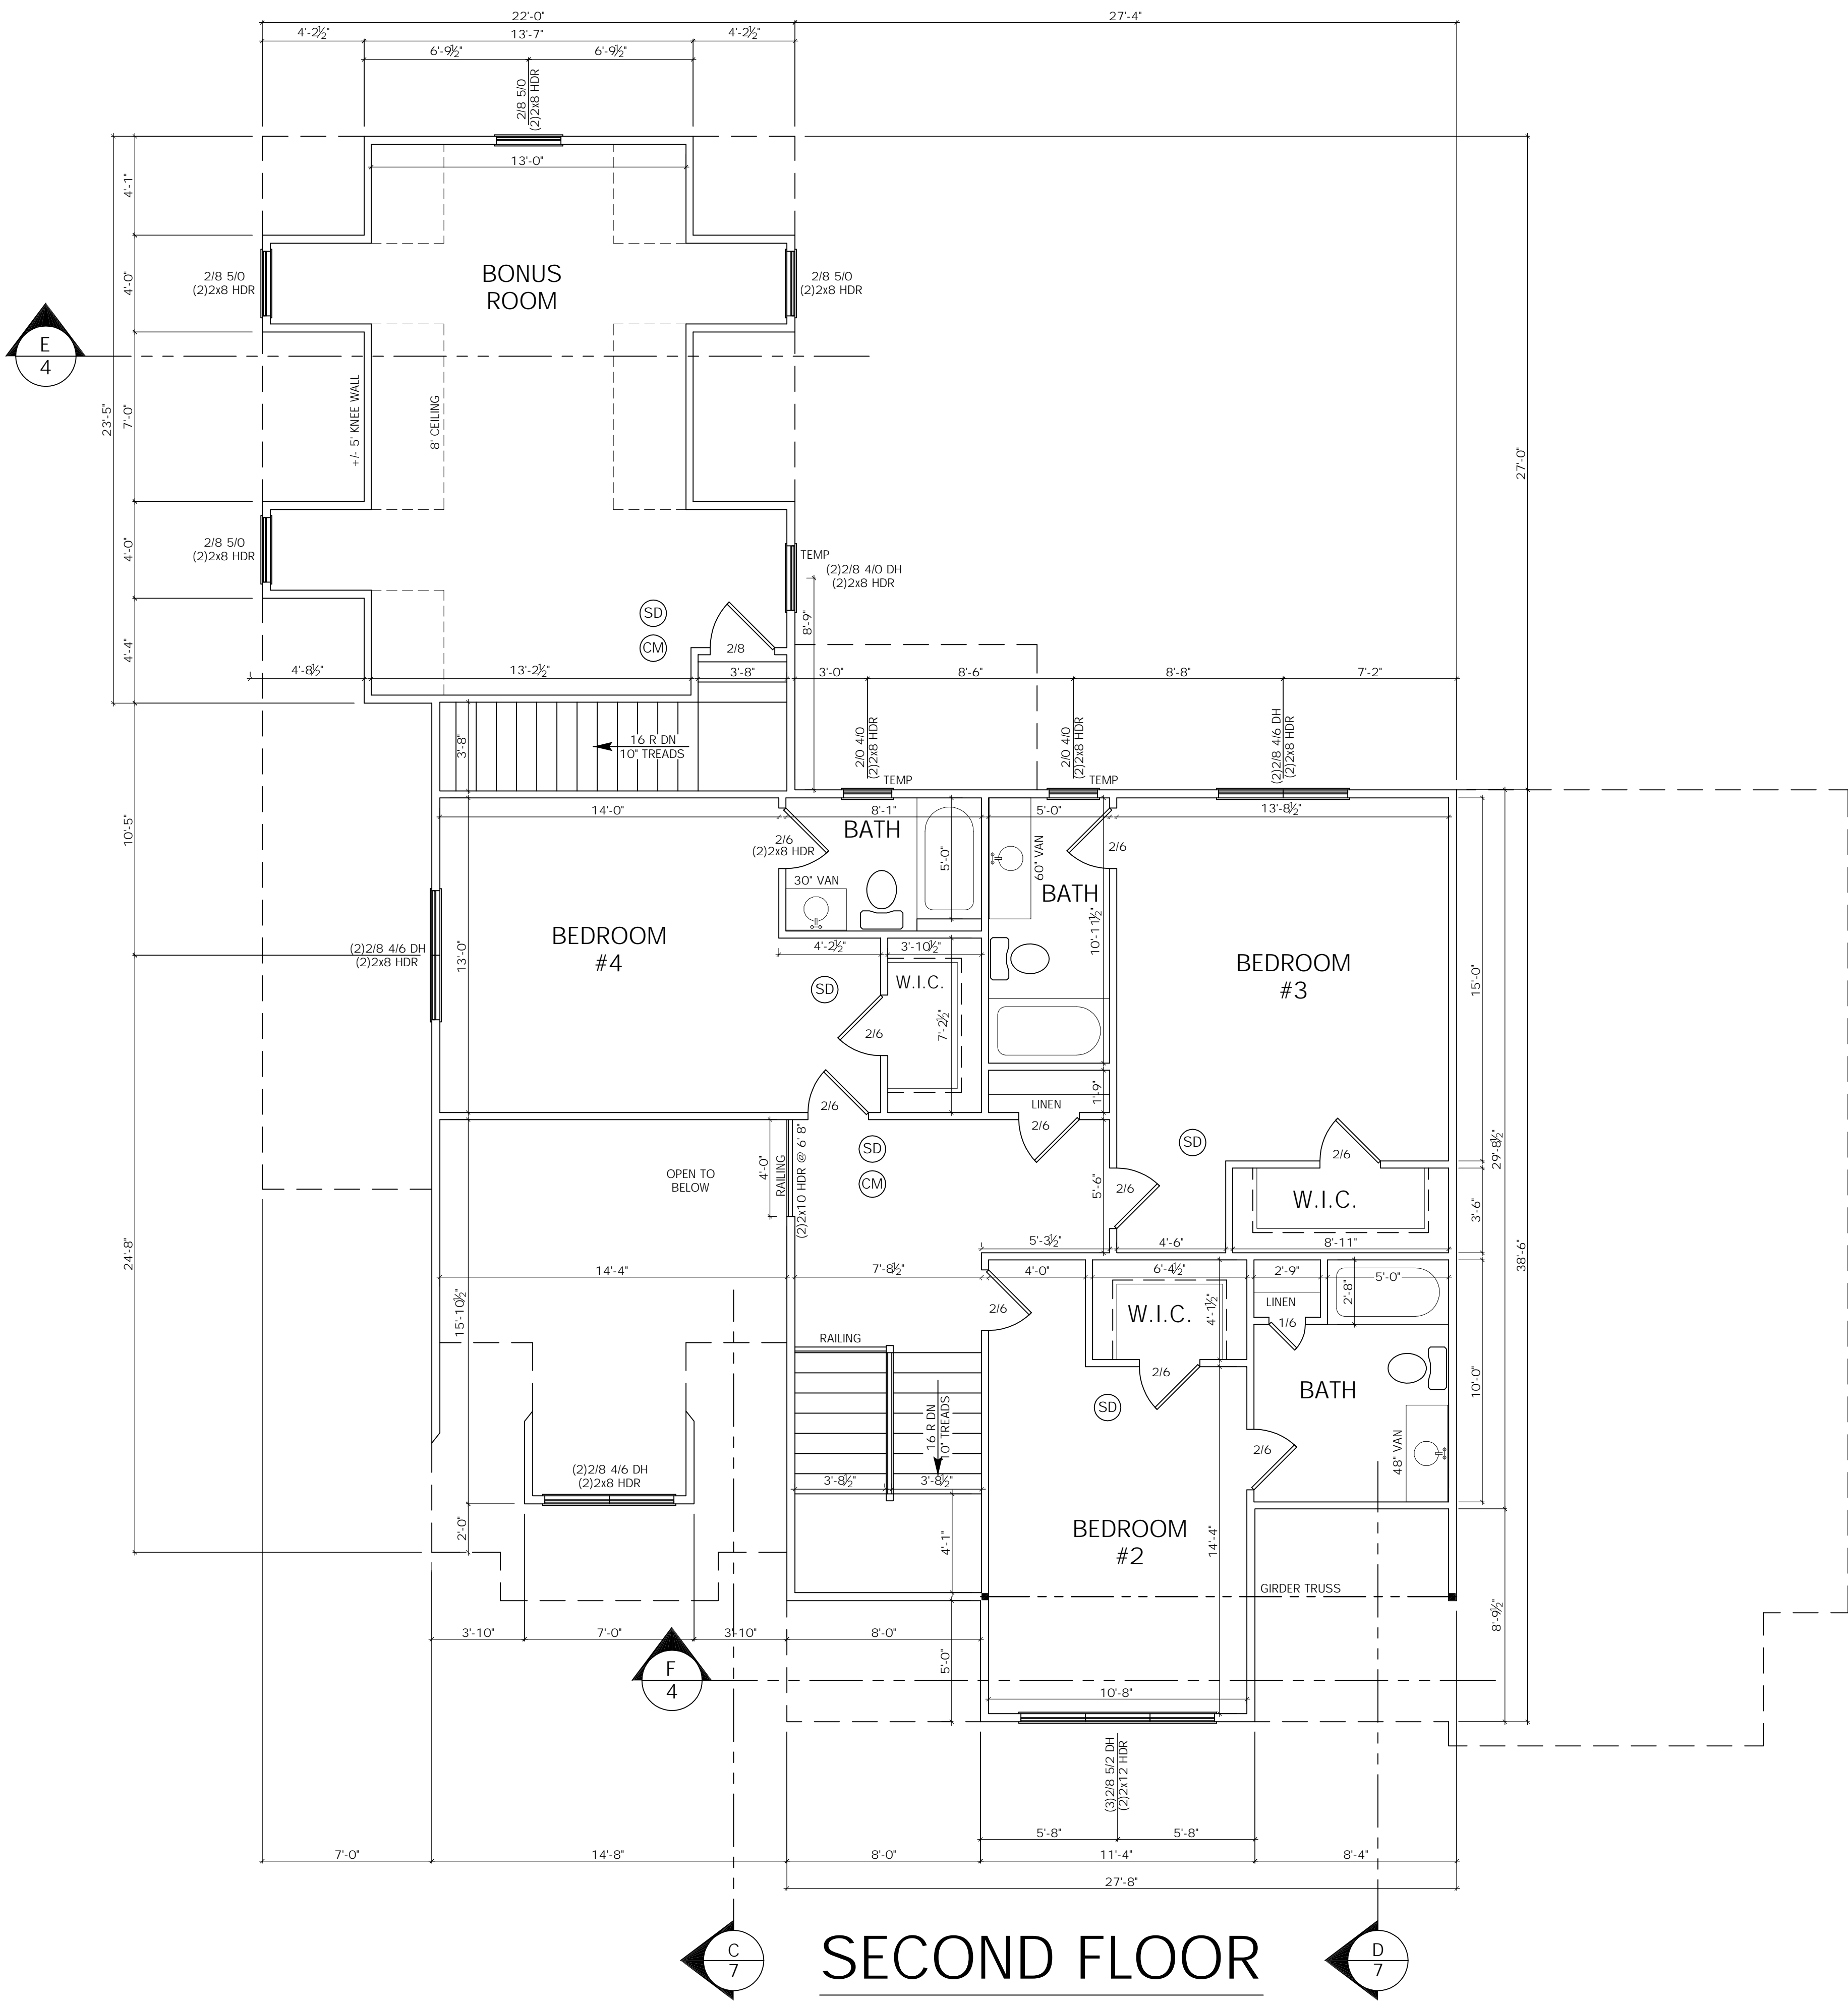 22'-0"
27'-4"
4'-2½"
13'-7"
4'-2½"
6'-9½"
6'-9½"
2/8 5/0
(2)2x8 HDR
13'-0"
4'-1"
BONUS
ROOM
2/8 5/0
(2)2x8 HDR
2/8 5/0
(2)2x8 HDR
4'-0"
E
4
+/- 5' KNEE WALL
8' CEILING
23'-5"
7'-0"
27'-0"
2/8 5/0
(2)2x8 HDR
4'-0"
TEMP
(2)2/8 4/0 DH
(2)2x8 HDR
8'-9"
SD
CM
2/8
4'-4"
4'-8½"
13'-2½"
3'-8"
3'-0"
8'-6"
8'-8"
7'-2"
3'-8"
16 R DN
10" TREADS
2/0 4/0
(2)2x8 HDR
TEMP
2/0 4/0
(2)2x8 HDR
TEMP
(2)2/8 4/6 DH
(2)2x8 HDR
10'-5"
14'-0"
8'-1"
5'-0"
13'-8½"
BATH
2/6
(2)2x8 HDR
5'-0"
60" VAN
2/6
30" VAN
BATH
10'-11½"
BEDROOM
#4
(2)2/8 4/6 DH
(2)2x8 HDR
13'-0"
4'-2½"
3'-10½"
W.I.C.
SD
7'-2½"
2/6
BEDROOM
#3
15'-0"
2/6
LINEN
1'-9"
2/6
SD
CM
SD
2/6
OPEN TO
BELOW
4'-0"
RAILING
(2)2x10 HDR @ 6' 8"
5'-6"
2/6
W.I.C.
3'-6"
29'-8½"
38'-6"
24'-8"
5'-3½"
4'-6"
8'-11"
14'-4"
7'-8½"
4'-0"
6'-4½"
2'-9"
5'-0"
2'-8"
LINEN
1/6
2/6
W.I.C.
4'-1½"
15'-10½"
RAILING
2/6
SD
BATH
10'-0"
16 R DN
10" TREADS
48" VAN
2/6
(2)2/8 4/6 DH
(2)2x8 HDR
3'-8½"
3'-8½"
2'-0"
4'-1"
BEDROOM
#2
14'-4"
GIRDER TRUSS
8'-9½"
3'-10"
7'-0"
3'-10"
8'-0"
5'-0"
F
4
10'-8"
(3)2/8 5/2 DH
(2)2x12 HDR
5'-8"
5'-8"
7'-0"
14'-8"
8'-0"
11'-4"
8'-4"
27'-8"
C
7
SECOND FLOOR
D
7